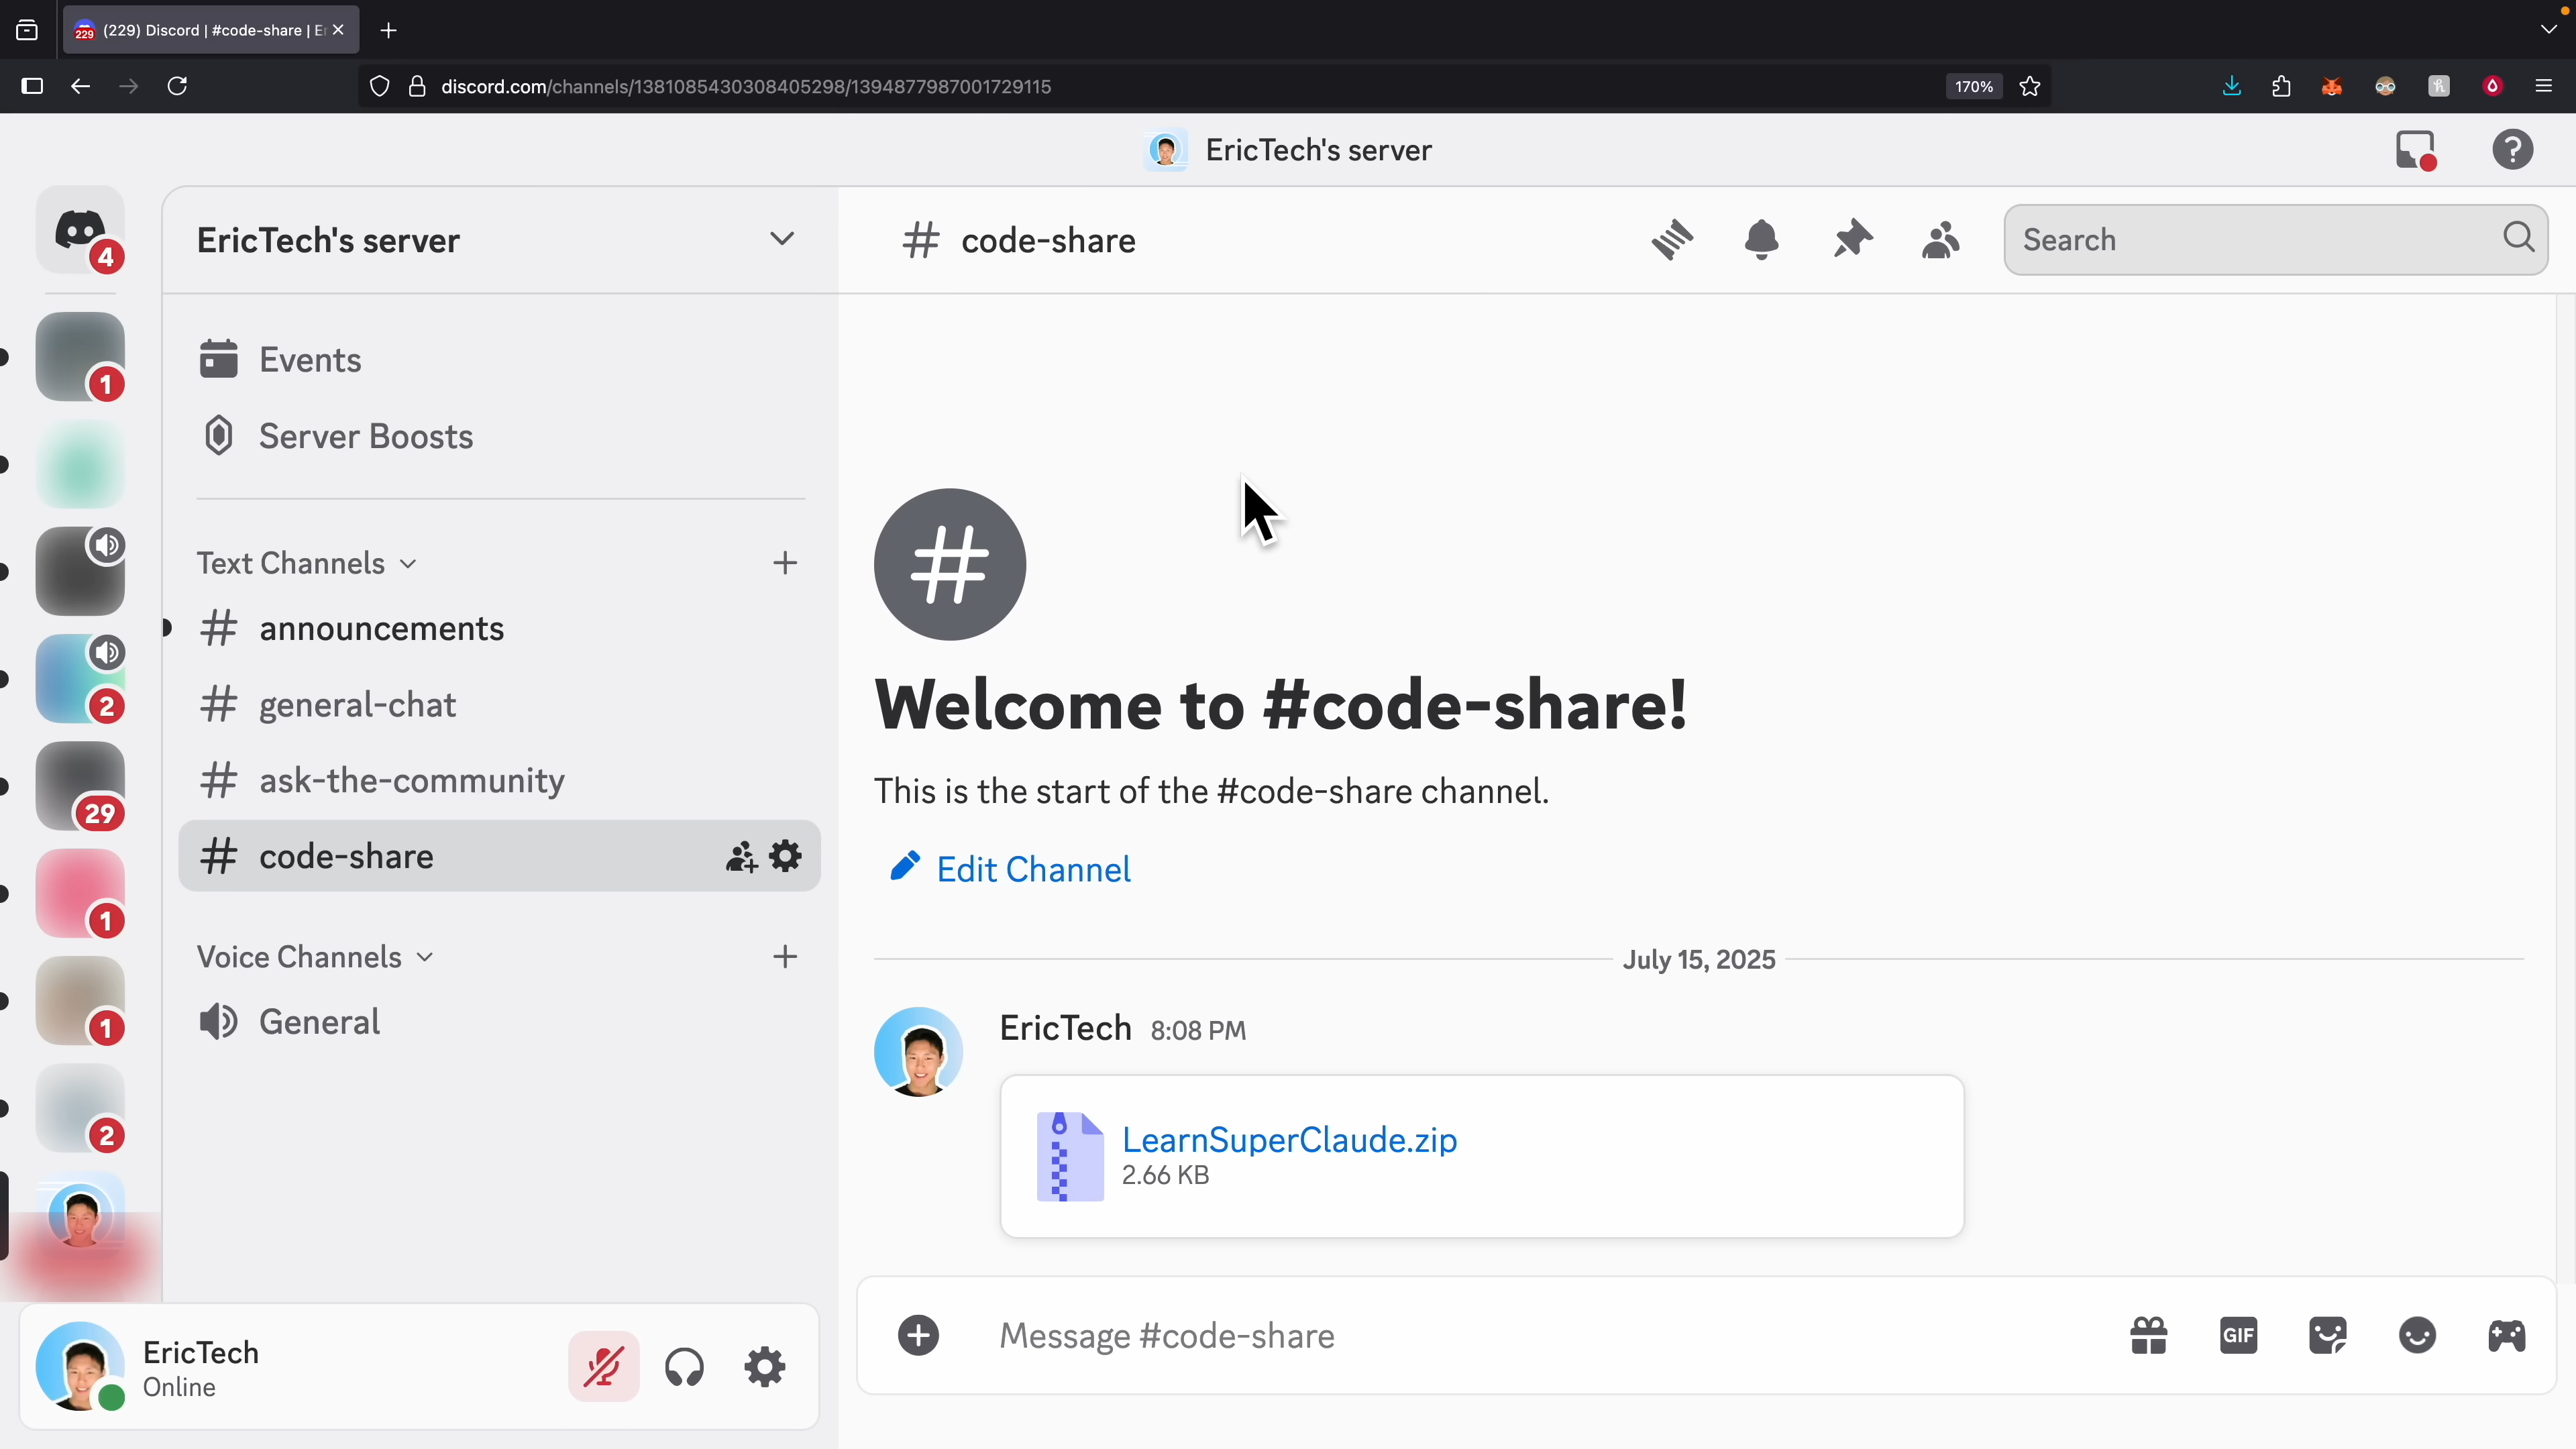 229
(229) Discord | #code-share | Er
discord.com/channels/1381085430308405298/1394877987001729115
170%
EricTech's server
4
EricTech's server
# code-share
Search
1
Events
Server Boosts
Text Channels
# announcements
2
# general-chat
Welcome to #code-share!
# ask-the-community
This is the start of the #code-share channel.
29
# code-share
Edit Channel
1
Voice Channels
July 15, 2025
1
General
EricTech 8:08 PM
2
LearnSuperClaude.zip
2.66 KB
EricTech
Online
Message #code-share
GIF